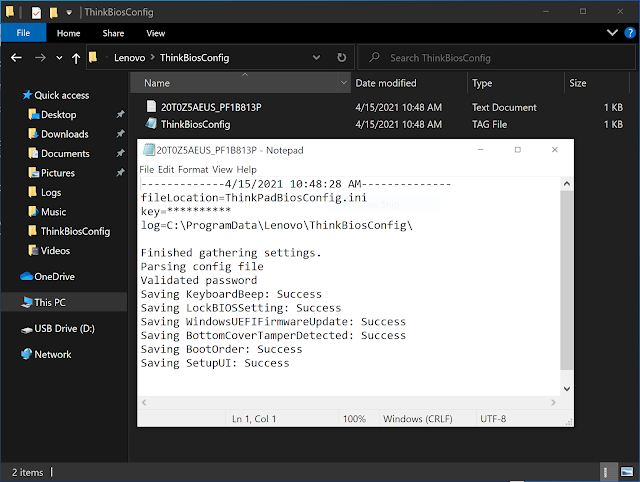 ThinkBiosConfig
File Home Share View
Lenovo ThinkBiosConfig
Search ThinkBiosConfig
Quick access
Desktop
Downloads
Documents
Pictures
Logs
Music
ThinkBiosConfig
Videos
OneDrive
This PC
USB Drive (D:)
Network
Name Date modified Type Size
20T0Z5AEUS_PF1B813P 4/15/2021 10:48 AM Text Document 1 KB
ThinkBiosConfig 4/15/2021 10:48 AM TAG File 1 KB
20T0Z5AEUS_PF1B813P - Notepad
File Edit Format View Help
-------------4/15/2021 10:48:28 AM--------------
fileLocation=ThinkPadBiosConfig.ini
key=**********
log=C:\ProgramData\Lenovo\ThinkBiosConfig\
Finished gathering settings.
Parsing config file
Validated password
Saving KeyboardBeep: Success
Saving LockBIOSSetting: Success
Saving WindowsUEFIFirmwareUpdate: Success
Saving BottomCoverTamperDetected: Success
Saving BootOrder: Success
Saving SetupUI: Success
Ln 1, Col 1 100% Windows (CRLF) UTF-8
2 items